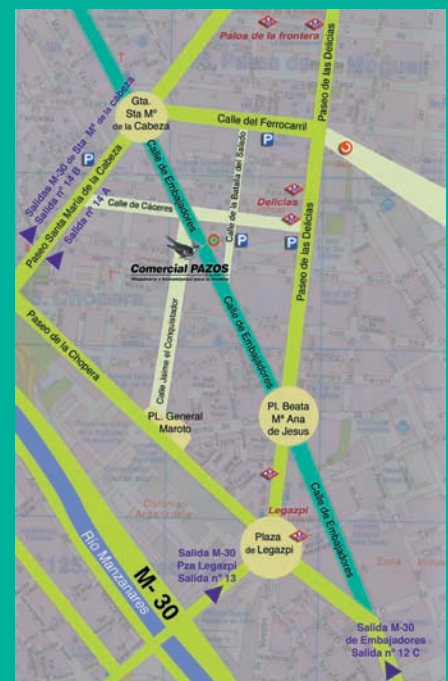 Palos de la frontera
Paseo de las Delicias
Gta.
Sta Mª
de la Cabeza
Calle del Ferrocarril
Salidas M-30 de Sta Mª de la cabeza
Salida nº 14 B
Salida nº 14 A
Paseo Santa Maria de la Cabeza
P
P
Calle de Embajadores
Calle de la Batalla del Salado
Calle de Cáceres
Delicias
P
P
Paseo de las Delicias
Comercial PAZOS
Calle de Embajadores
Calle Jaime el Conquistador
Paseo de la Chopera
PL. General
Maroto
Pl. Beata
Mª Ana
de Jesus
Calle de Embajadores
Legazpi
Plaza
de Legazpi
Río Manzanares
M- 30
Salida M-30
Pza Legazpi
Salida nº 13
Salida M-30
de Embajadores
Salida nº 12 C